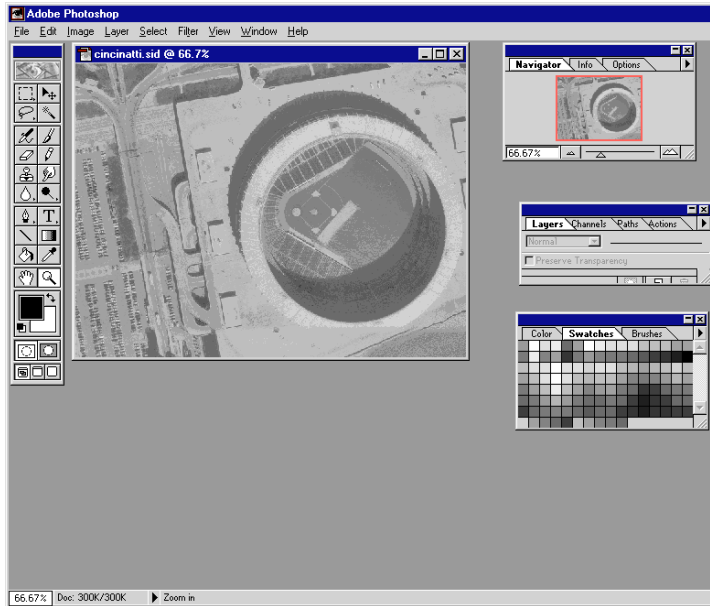 Adobe Photoshop
File Edit Image Layer Select Filter View Window Help
cincinatti.sid @ 66.7%
Navigator Info Options
66.67%
Layers Channels Paths Actions
Normal
Preserve Transparency
Color Swatches Brushes
T
66.67% Doc: 300K/300K Zoom in